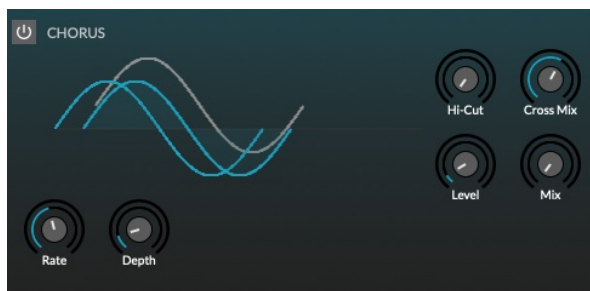 CHORUS
Hi-Cut
Cross Mix
Level
Mix
Rate
Depth